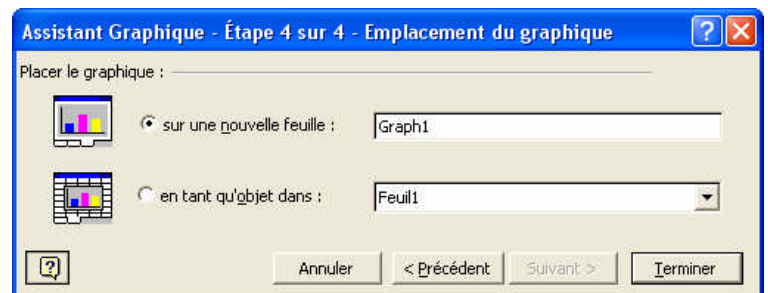 Assistant Graphique - Étape 4 sur 4 - Emplacement du graphique
Placer le graphique :
sur une nouvelle feuille : Graph1
en tant qu'objet dans : Feuil1
Annuler < Précédent Suivant > Terminer